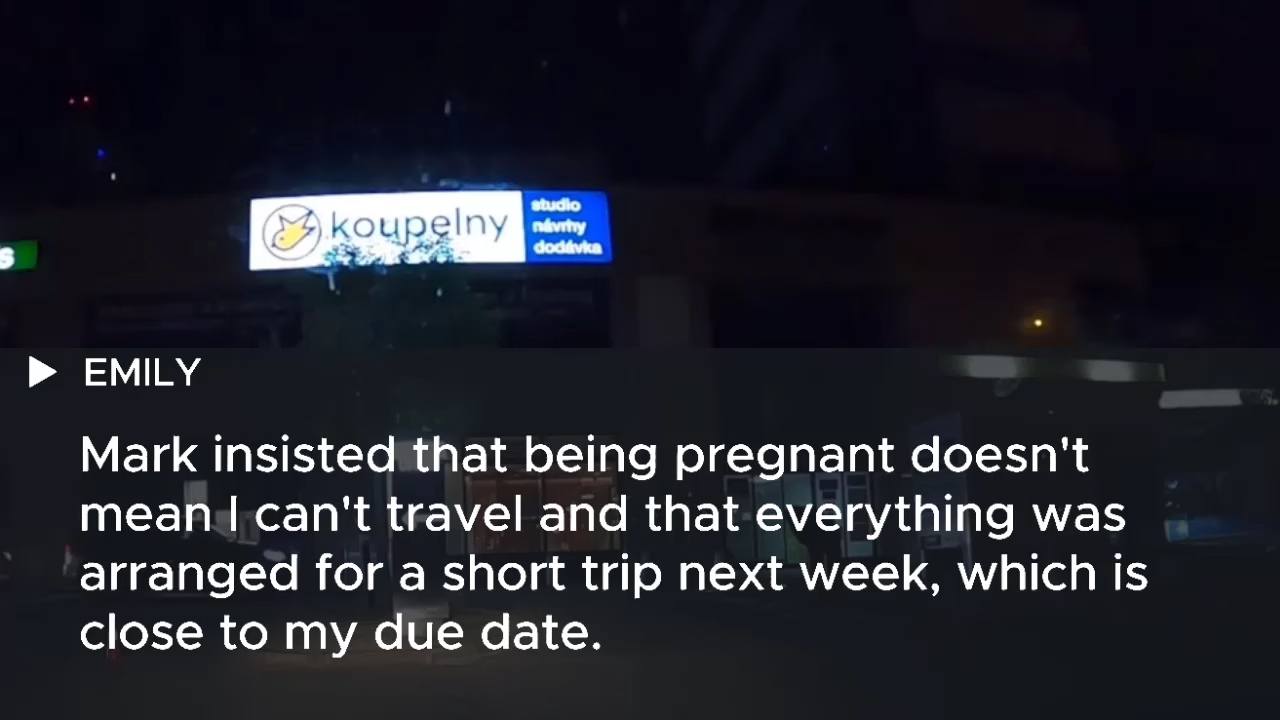 koupelny
studio
návrhy
dodávka
S
EMILY
Mark insisted that being pregnant doesn't
mean I can't travel and that everything was
arranged for a short trip next week, which is
close to my due date.